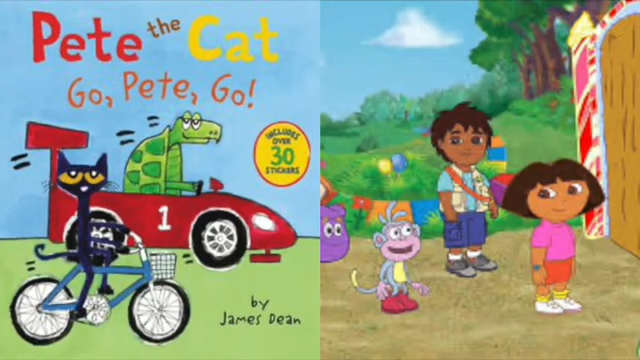 Pete the Cat
Go, Pete, Go!
INCLUDES
OVER
30
STICKERS
1
by
James Dean